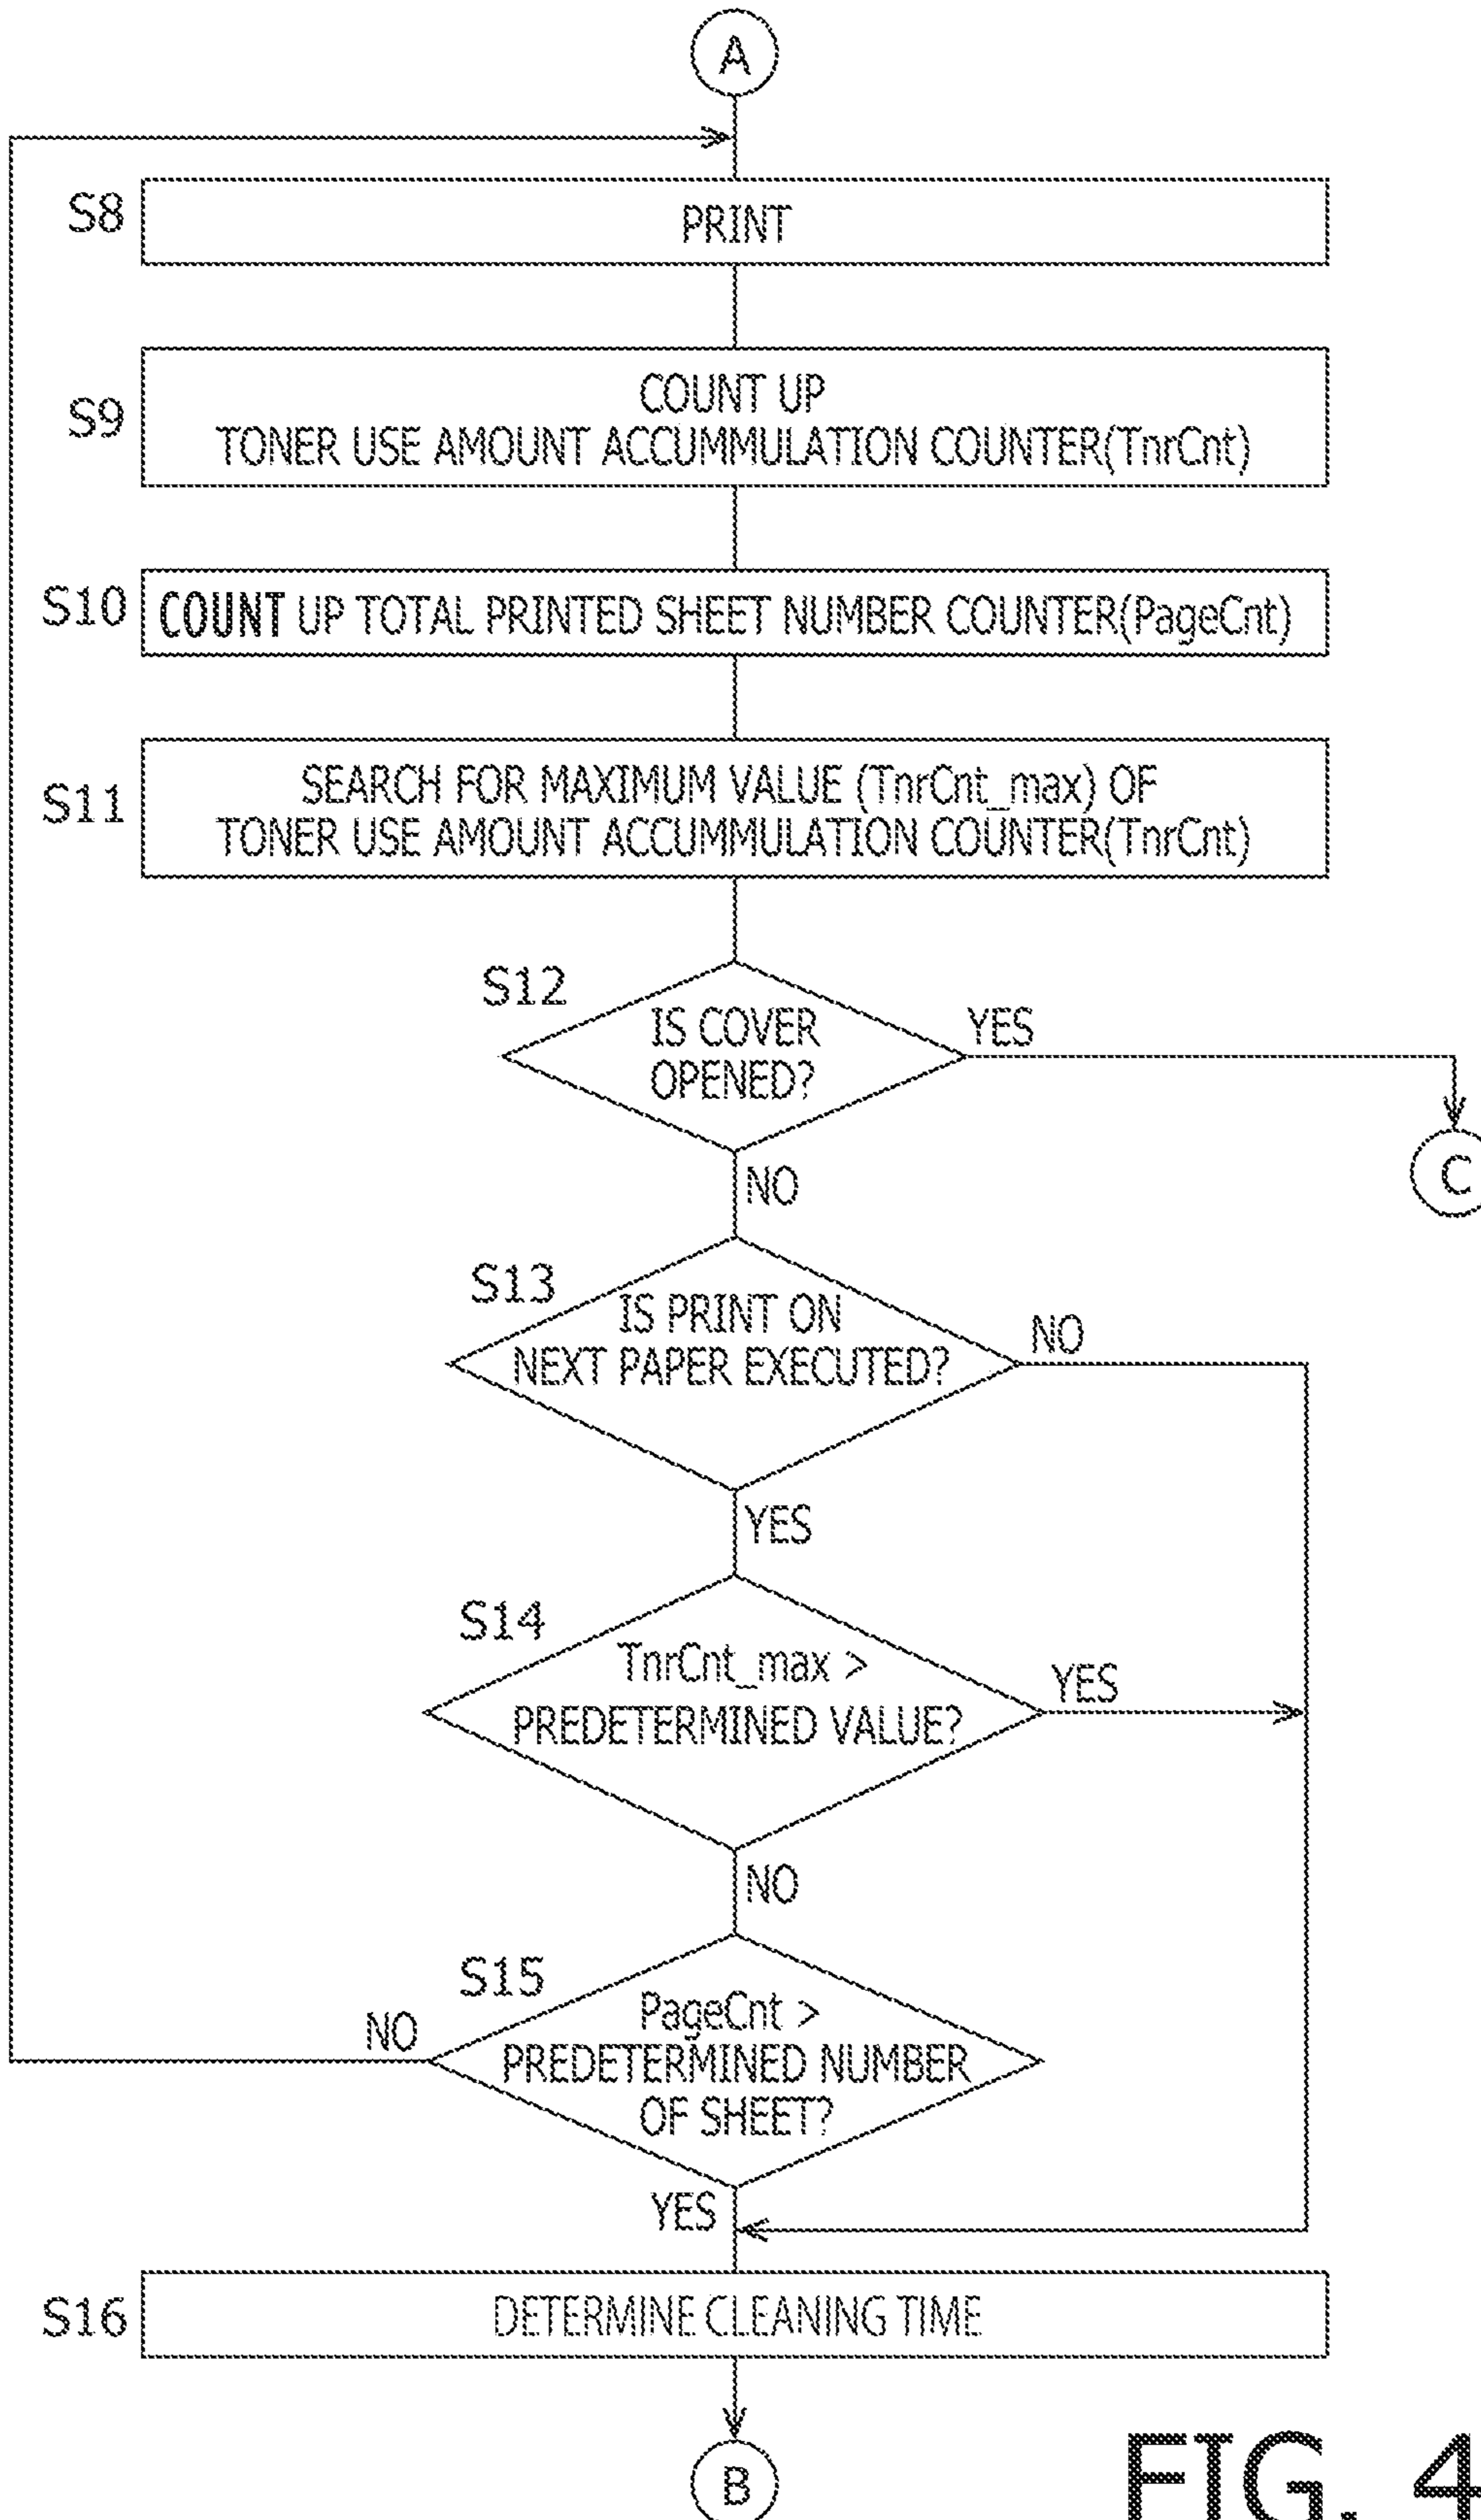 A
S8
PRINT
S9
COUNT UP
TONER USE AMOUNT ACCUMMULATION COUNTER(TnrCnt)
S10
COUNT UP TOTAL PRINTED SHEET NUMBER COUNTER(PageCnt)
S11
SEARCH FOR MAXIMUM VALUE (TnrCnt_max) OF
TONER USE AMOUNT ACCUMMULATION COUNTER(TnrCnt)
S12
IS COVER
OPENED?
YES
C
NO
S13
IS PRINT ON
NEXT PAPER EXECUTED?
NO
YES
S14
TnrCnt_max >
PREDETERMINED VALUE?
YES
NO
S15
PageCnt >
PREDETERMINED NUMBER
OF SHEET?
NO
YES
S16
DETERMINE CLEANING TIME
B
FIG. 4